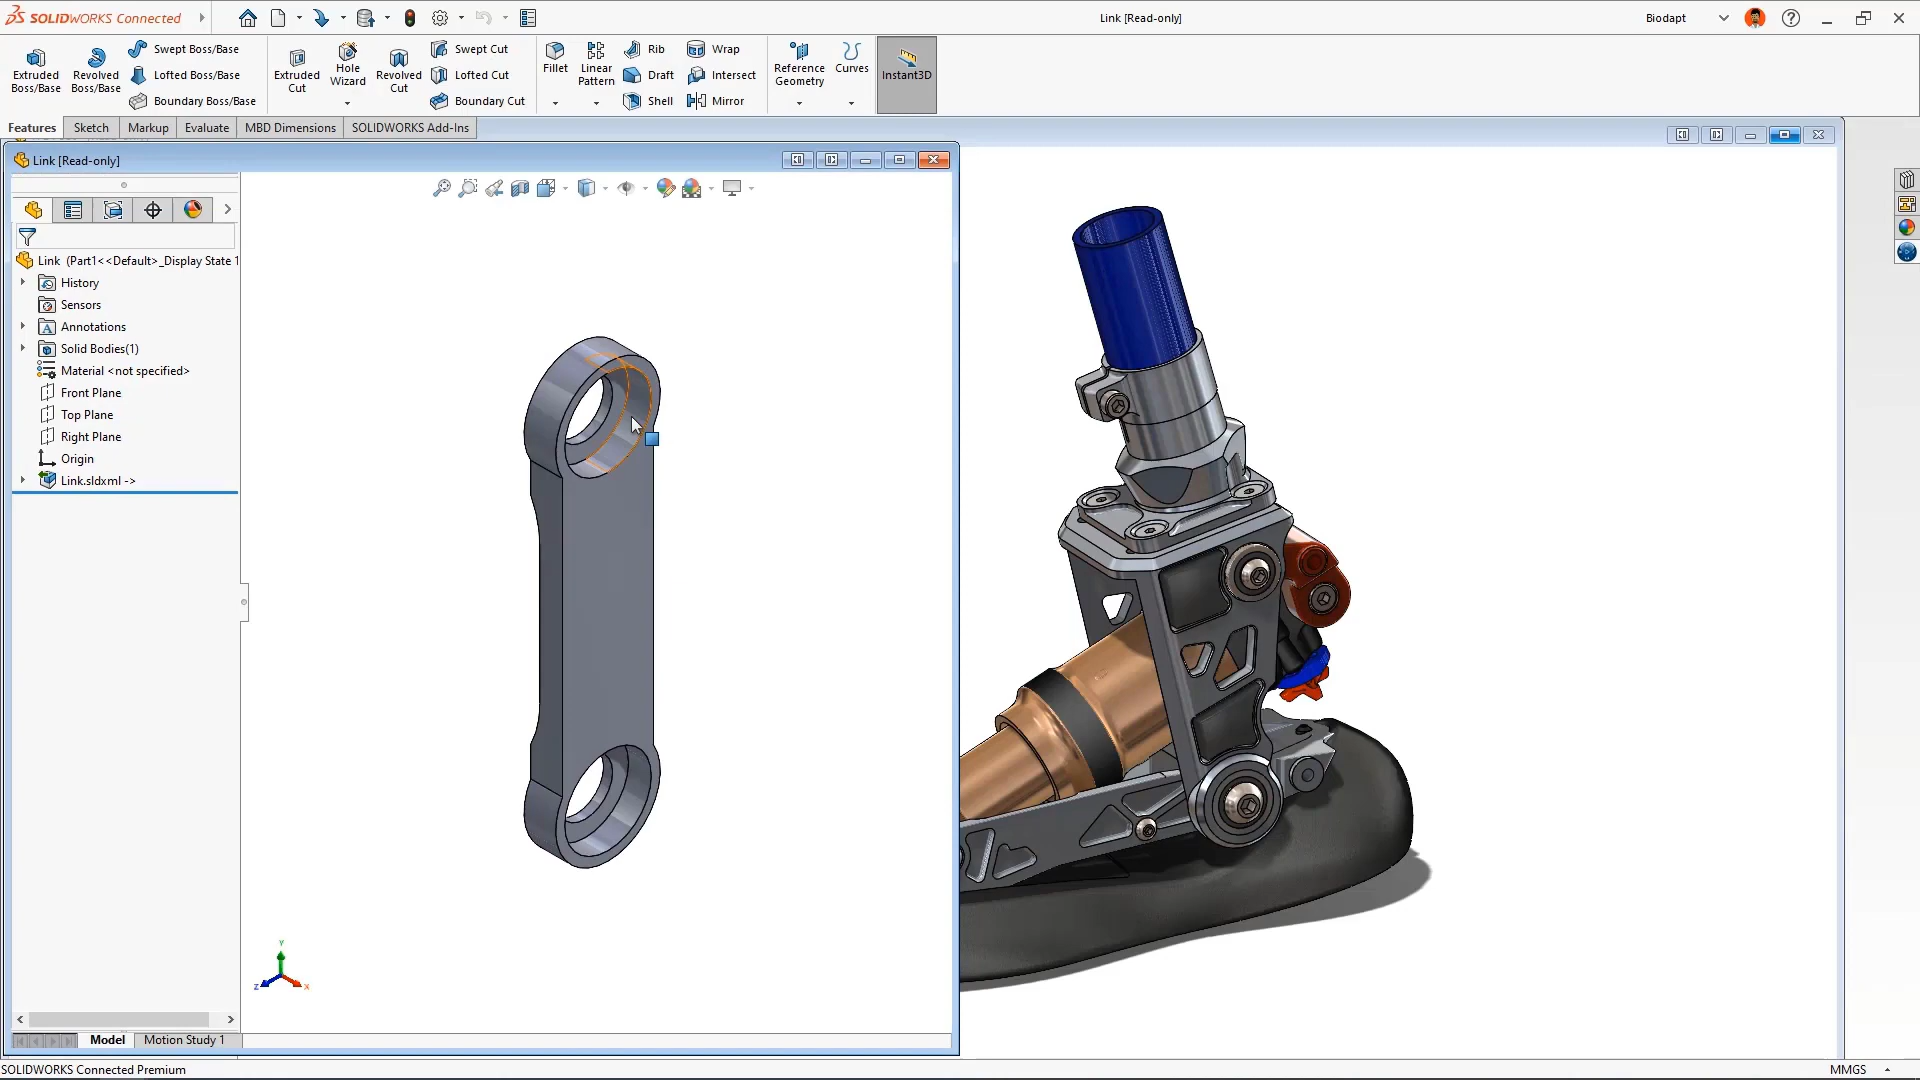 SOLIDWORKS Connected
Link [Read-only]
Biodapt
Extruded Boss/Base
Revolved Boss/Base
Swept Boss/Base
Lofted Boss/Base
Boundary Boss/Base
Extruded Cut
Hole Wizard
Revolved Cut
Swept Cut
Lofted Cut
Boundary Cut
Fillet
Linear Pattern
Rib
Draft
Shell
Wrap
Intersect
Mirror
Reference Geometry
Curves
Instant3D
Features
Sketch
Markup
Evaluate
MBD Dimensions
SOLIDWORKS Add-Ins
Link [Read-only]
Link (Part1<<Default>_Display State 1
History
Sensors
Annotations
Solid Bodies(1)
Material <not specified>
Front Plane
Top Plane
Right Plane
Origin
Link.sldxml ->
Y
Z
X
Model
Motion Study 1
SOLIDWORKS Connected Premium
MMGS